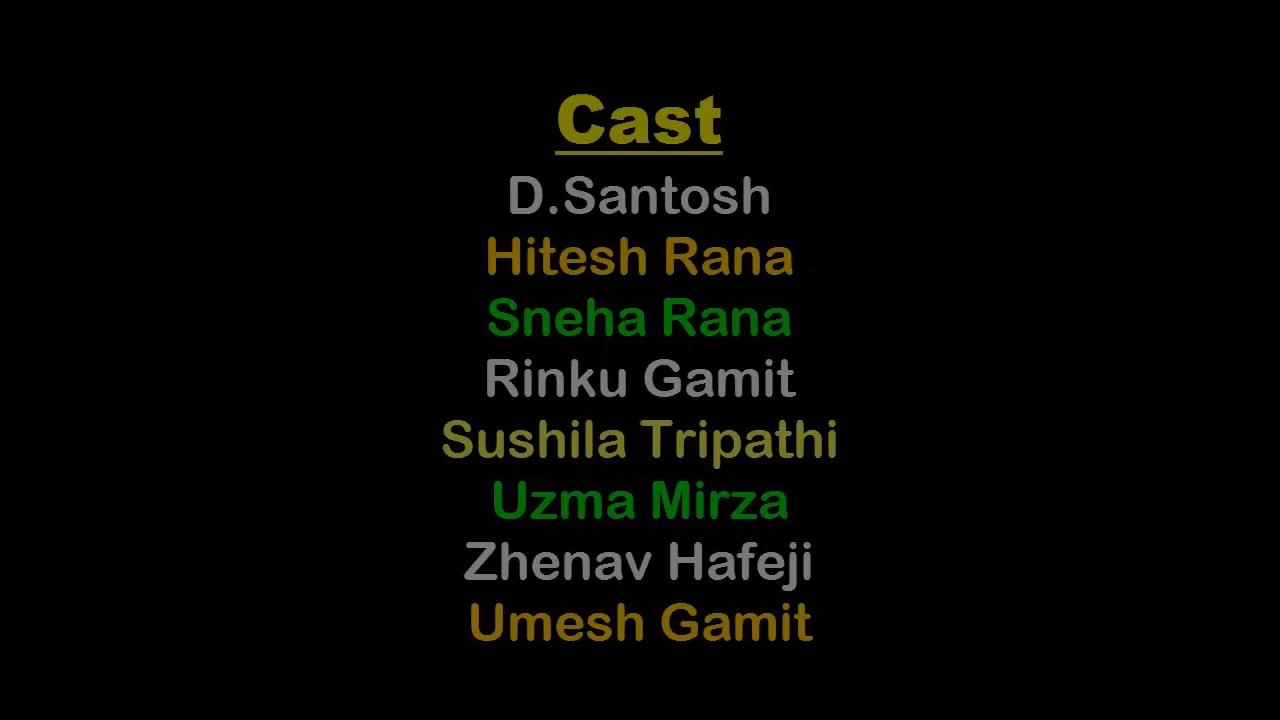 Cast
D.Santosh
Hitesh Rana
Sneha Rana
Rinku Gamit
Sushila Tripathi
Uzma Mirza
Zhenav Hafeji
Umesh Gamit